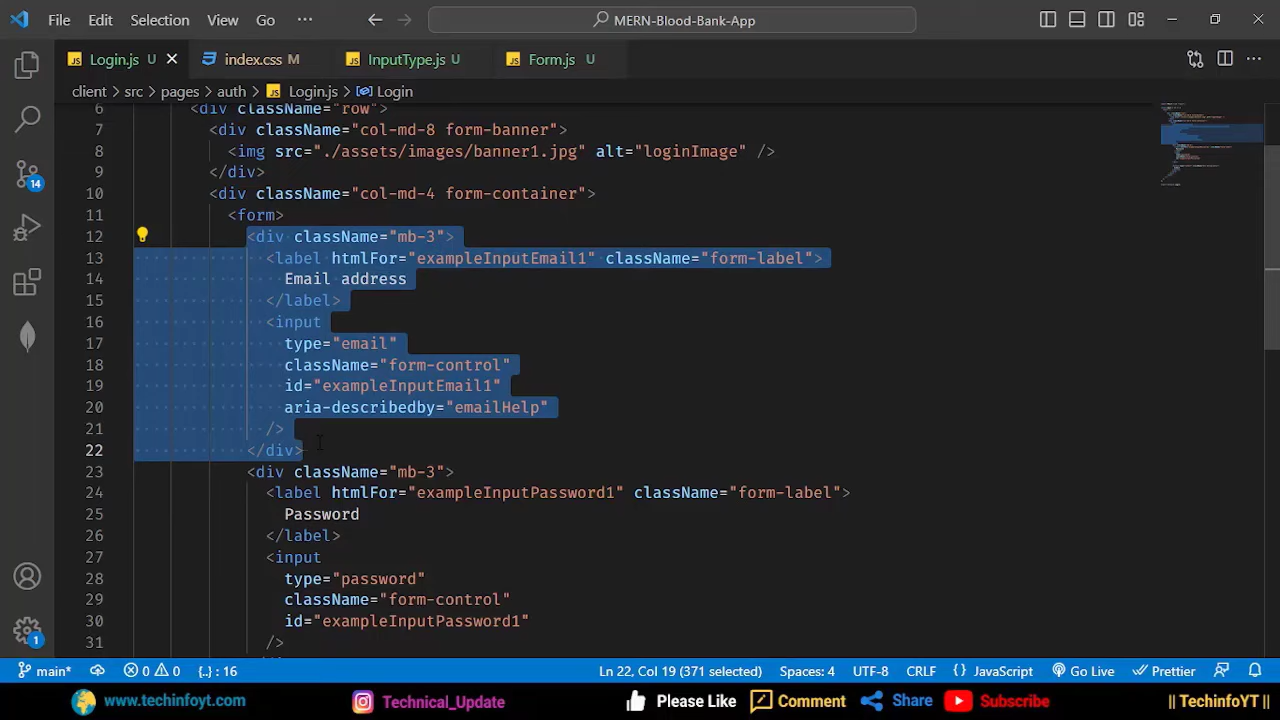 File Edit Selection View Go ··· MERN-Blood-Bank-App
Login.js U index.css M InputType.js U Form.js U
client > src > pages > auth > Login.js > Login
6 <div className="row">
7 <div className="col-md-8 form-banner">
8 <img src="./assets/images/banner1.jpg" alt="loginImage" />
9 </div>
10 <div className="col-md-4 form-container">
11 <form>
12 <div className="mb-3">
13 <label htmlFor="exampleInputEmail1" className="form-label">
14 Email address
15 </label>
16 <input
17 type="email"
18 className="form-control"
19 id="exampleInputEmail1"
20 aria-describedby="emailHelp"
21 />
22 </div>
23 <div className="mb-3">
24 <label htmlFor="exampleInputPassword1" className="form-label">
25 Password
26 </label>
27 <input
28 type="password"
29 className="form-control"
30 id="exampleInputPassword1"
31 />
14
1
main* 0 0 {..} : 16 Ln 22, Col 19 (371 selected) Spaces: 4 UTF-8 CRLF {} JavaScript Go Live Prettier
www.techinfoyt.com Technical_Update Please Like Comment Share Subscribe || TechinfoYT ||